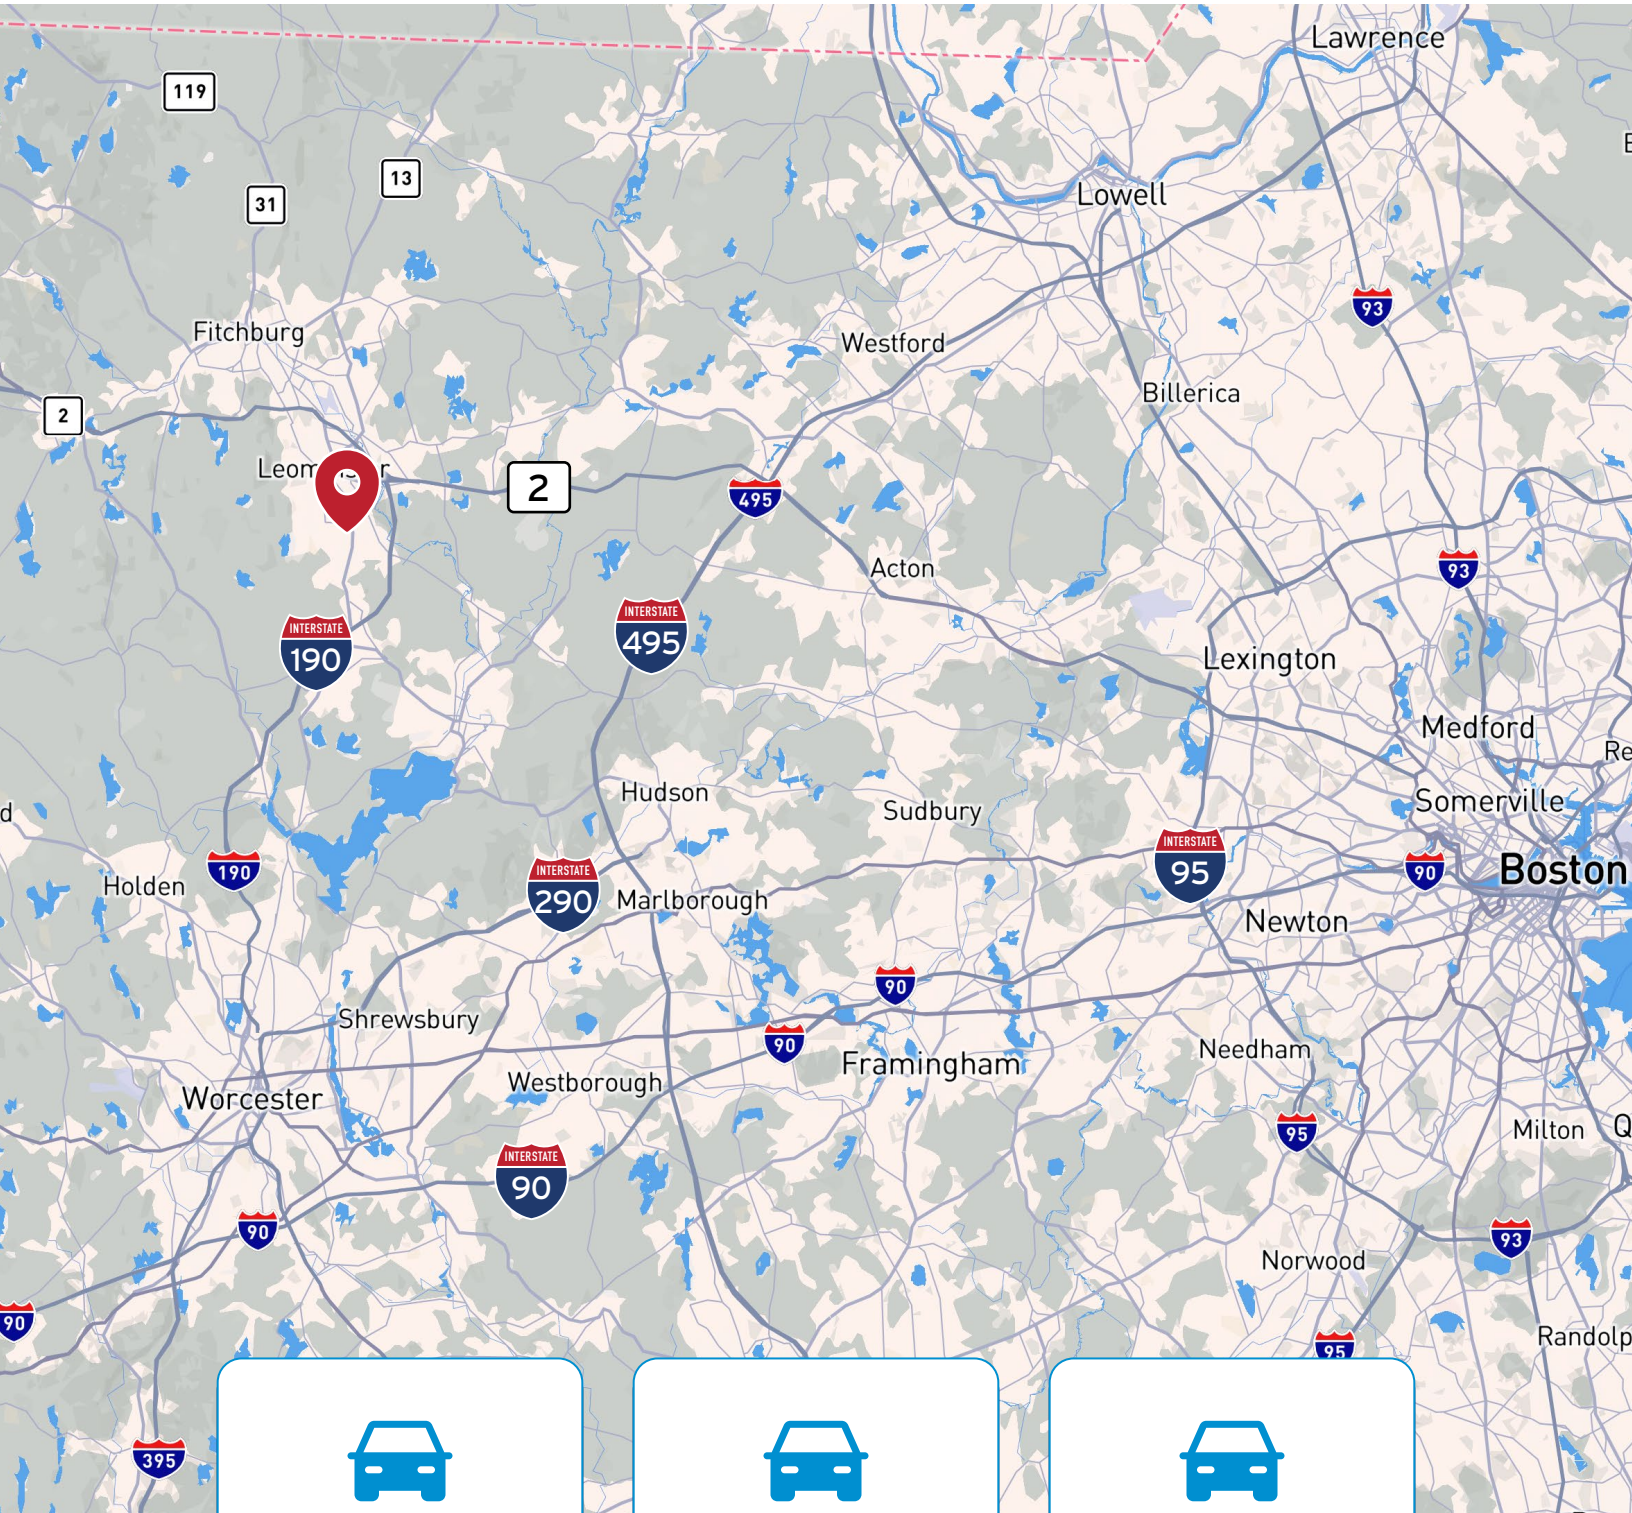 Lawrence
119
13
Lowell
31
93
Fitchburg
Westford
Billerica
2
2
495
Acton
93
INTERSTATE
495
INTERSTATE
190
Lexington
Medford
Hudson
Sudbury
Somerville
INTERSTATE
95
Boston
90
190
Holden
INTERSTATE
290
Marlborough
Newton
90
Shrewsbury
90
Needham
Framingham
Westborough
Worcester
95
Milton
INTERSTATE
90
90
93
Norwood
90
95
395